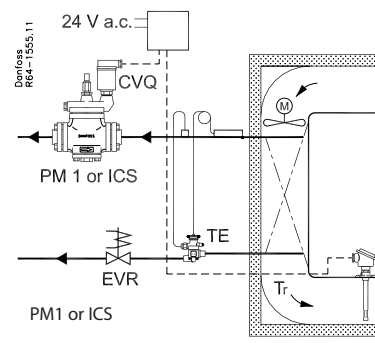 24 V a.c.
Danfoss
R64-1555.11
CVQ
M
PM 1 or ICS
TE
EVR
Tr
PM1 or ICS